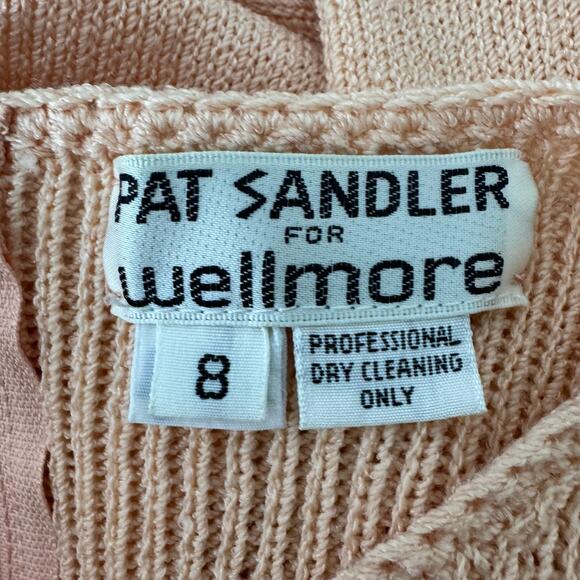 PAT SANDLER
FOR
wellmore
8
PROFESSIONAL
DRY CLEANING
ONLY